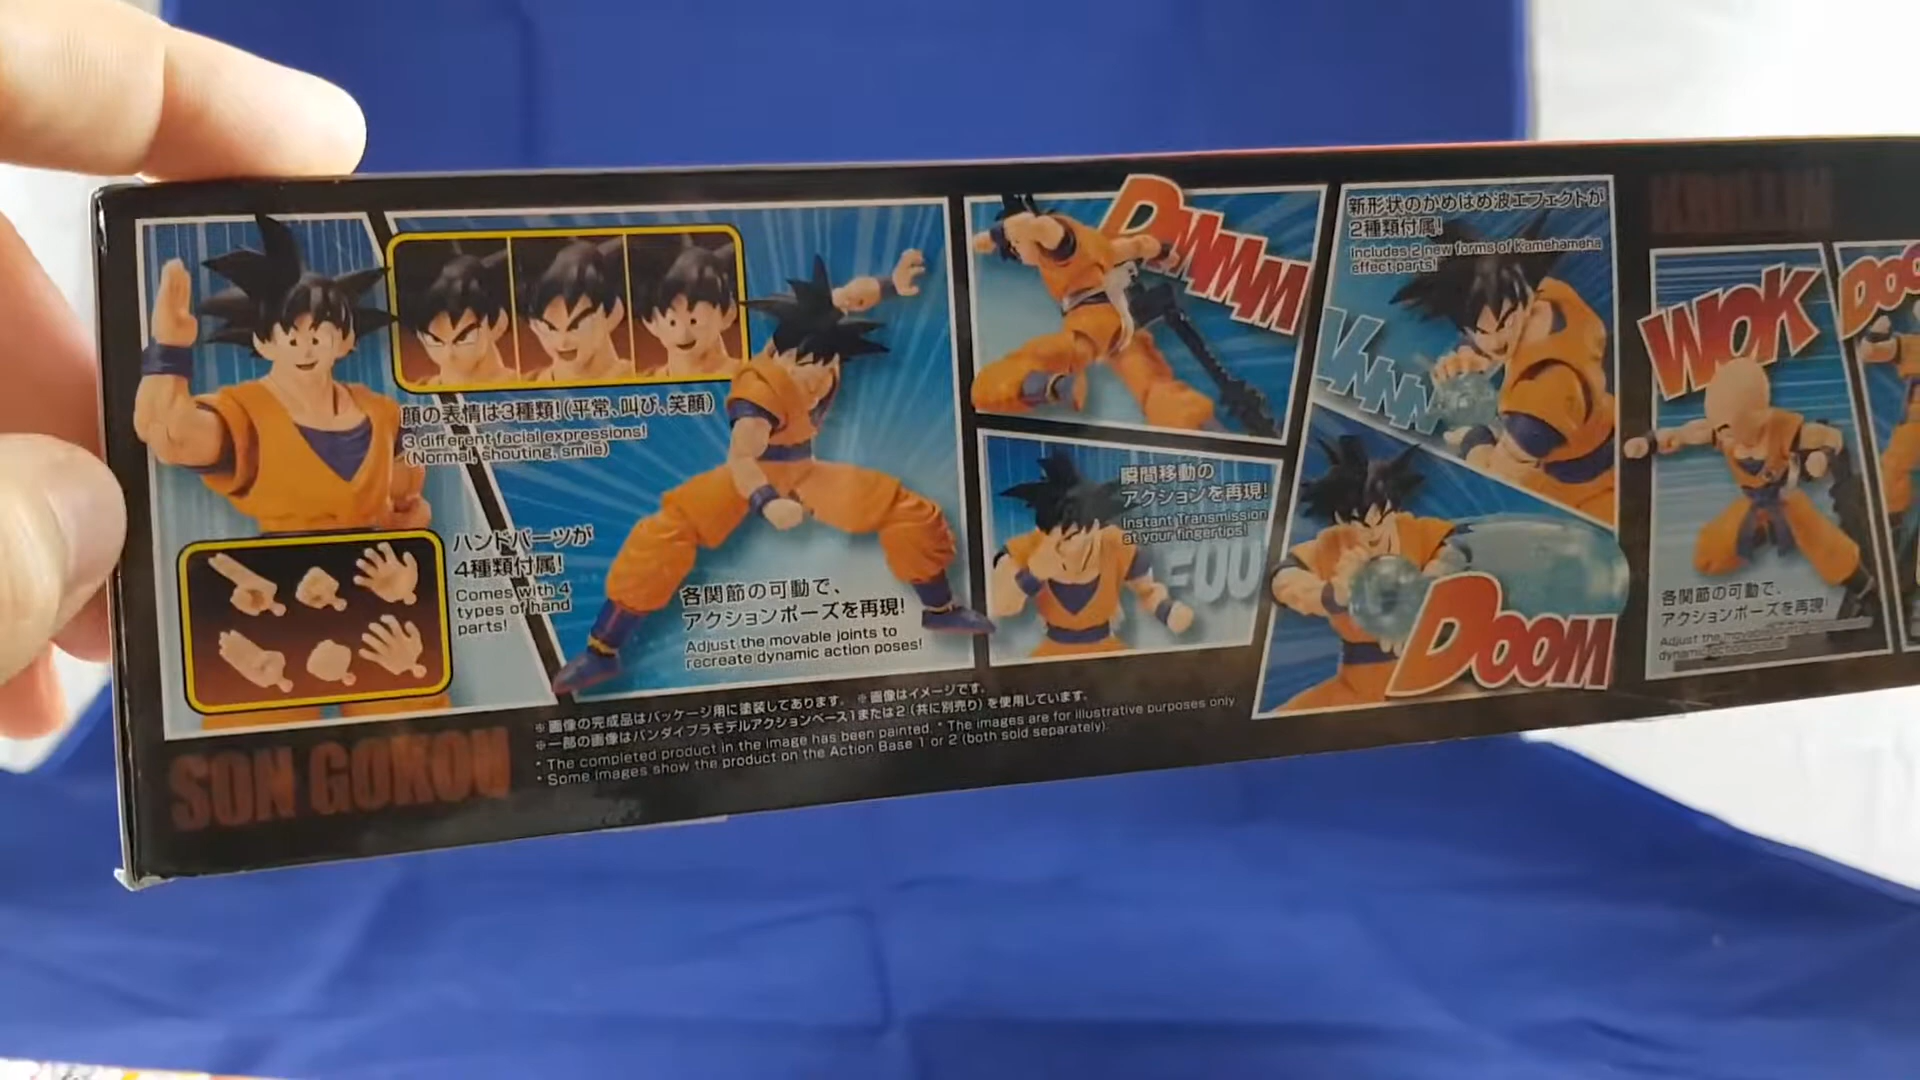 顔の表情は3種類!(平常、叫び、笑顔)
3 different facial expressions!
(Normal, shouting, smile)
ハンドパーツが
4種類付属!
Comes with 4
types of hand
parts!
各関節の可動で、
アクションポーズを再現!
Adjust the movable joints to
recreate dynamic action poses!
瞬間移動の
アクションを再現!
Instant Transmission
at your fingertips!
FUU
新形状のかめはめ波エフェクトが
2種類付属!
Includes 2 new forms of Kamehameha
effect parts!
DOOM
SON GOKOU
※画像の完成品はパッケージ用に塗装してあります。 ※画像はイメージです。
※一部の画像はバンダイプラモデルアクションベース1または2(共に別売り)を使用しています。
* The completed product in the image has been painted. * The images are for illustrative purposes only.
* Some images show the product on the Action Base 1 or 2 (both sold separately).
WOK
各関節の可動で、
アクションポーズを再現!
Adjust the
dynamic action poses!